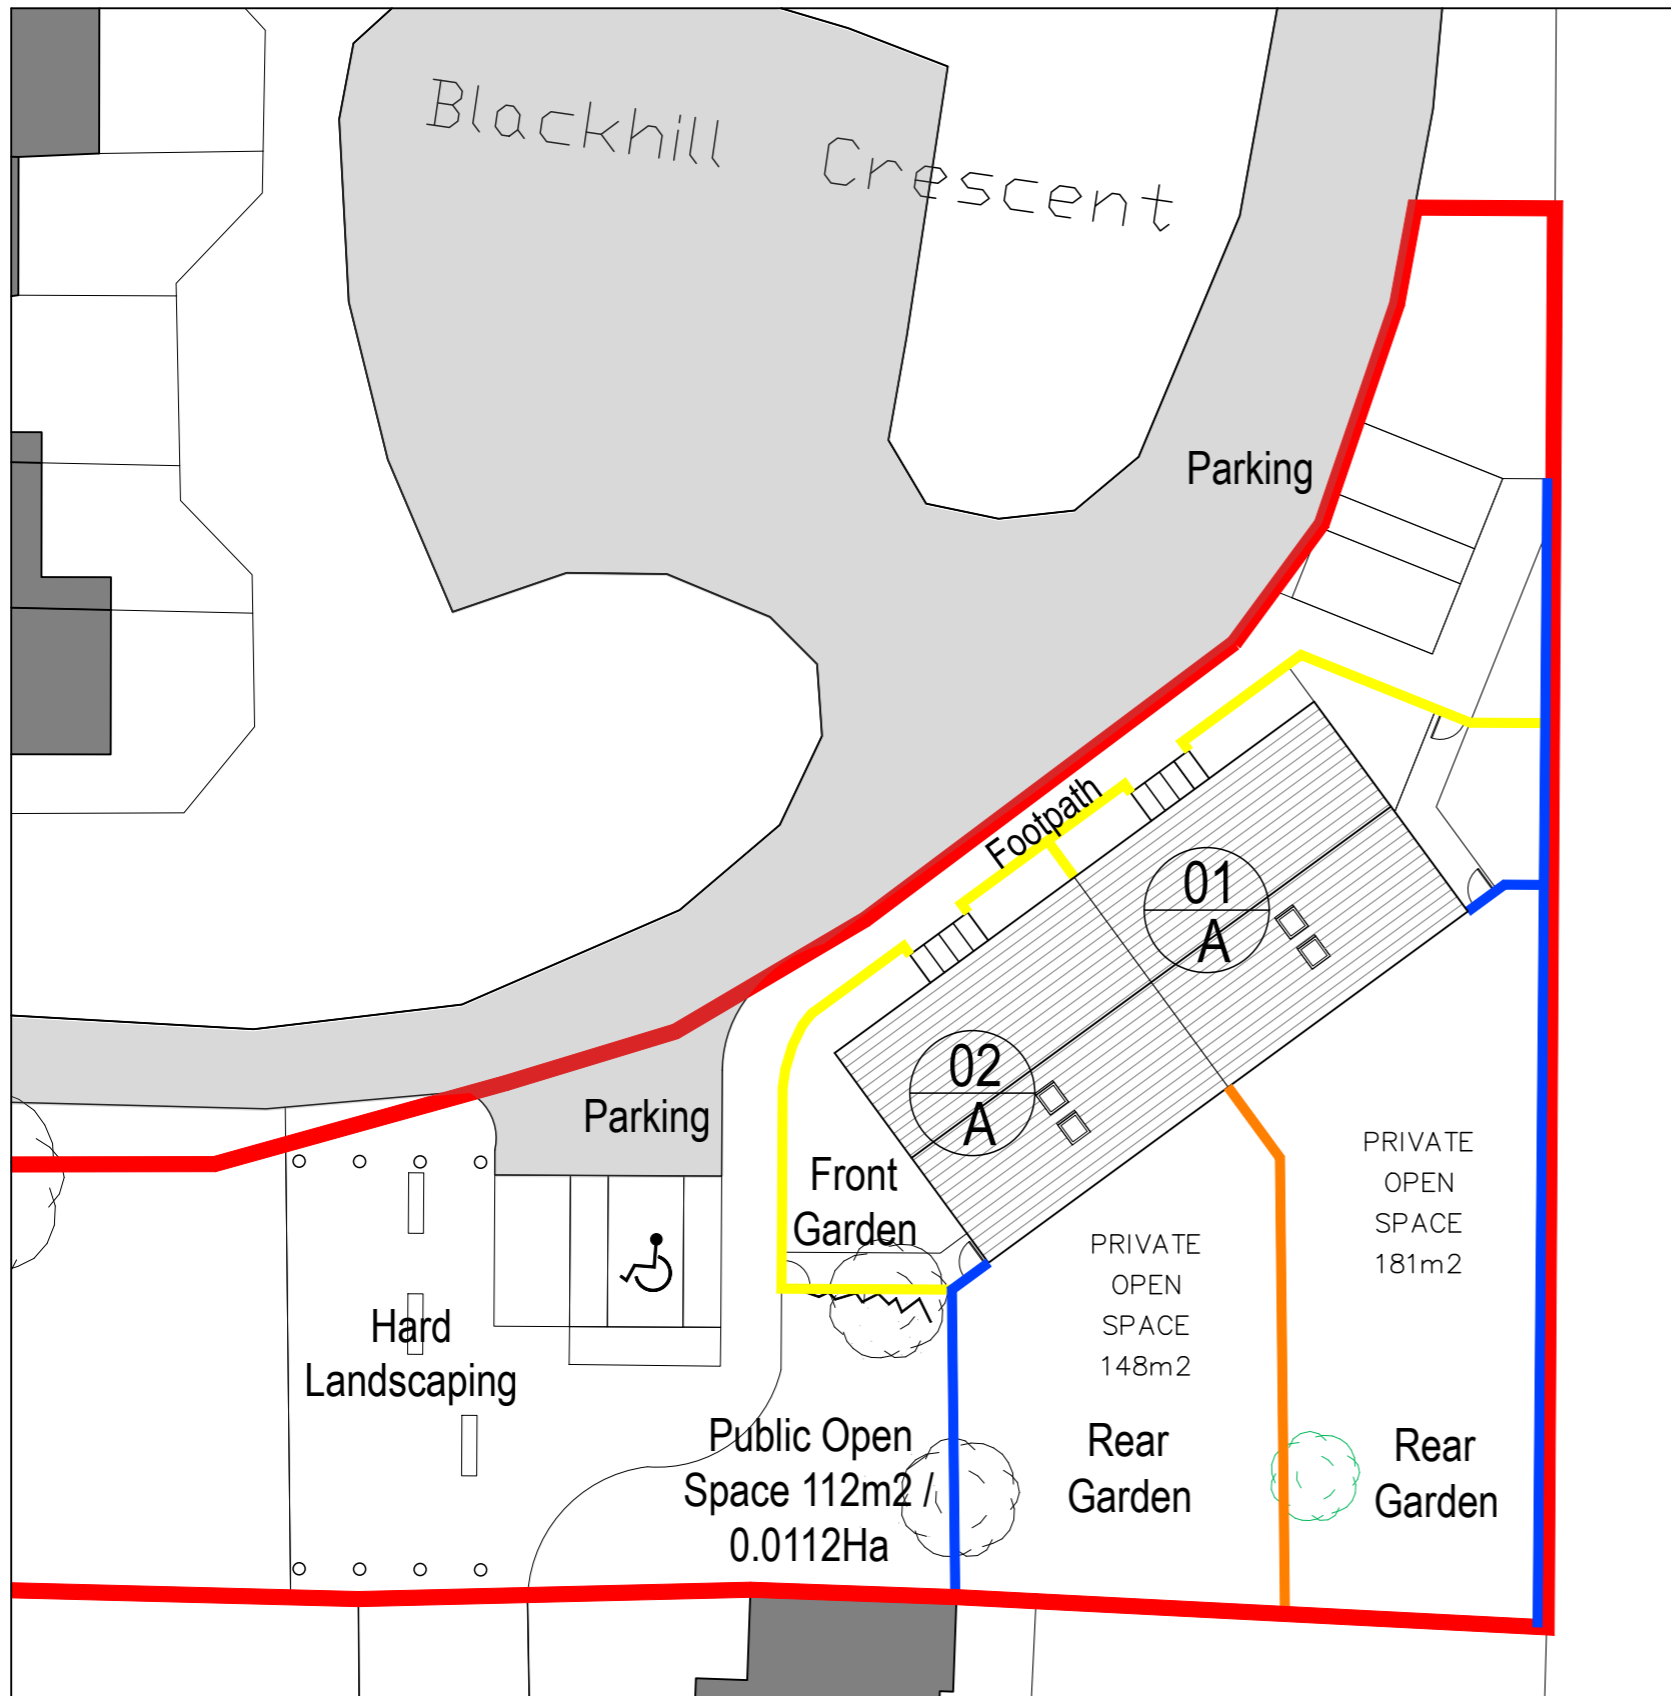 Blackhill Crescent
Parking
Footpath
01
A
02
A
Parking
Front
Garden
PRIVATE
OPEN
SPACE
181m2
PRIVATE
OPEN
SPACE
148m2
Hard
Landscaping
Public Open
Space 112m2 /
0.0112Ha
Rear
Garden
Rear
Garden